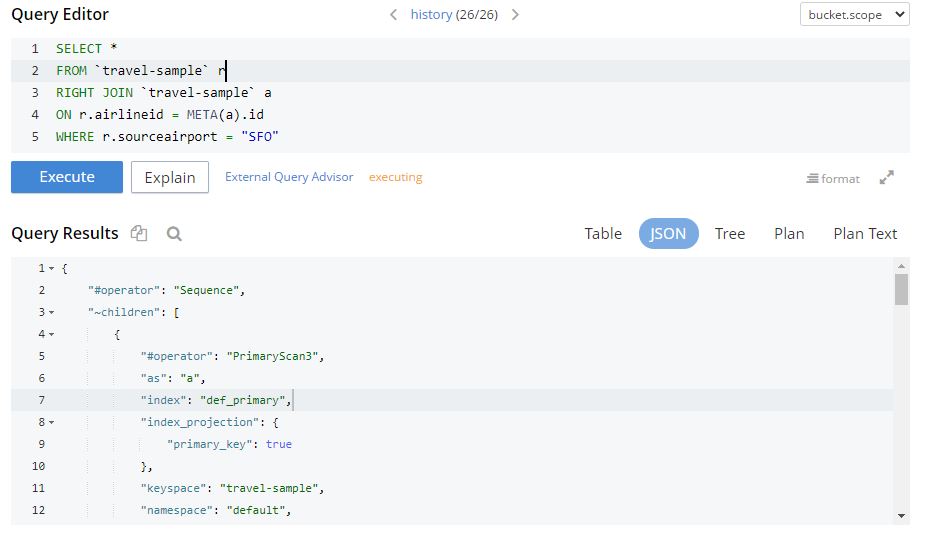 Query Editor
history (26/26)
bucket.scope
1 SELECT *
2 FROM `travel-sample` r
3 RIGHT JOIN `travel-sample` a
4 ON r.airlineid = META(a).id
5 WHERE r.sourceairport = "SFO"
Execute Explain External Query Advisor executing format
Query Results Table JSON Tree Plan Plan Text
1 {
2 "#operator": "Sequence",
3 "~children": [
4 {
5 "#operator": "PrimaryScan3",
6 "as": "a",
7 "index": "def_primary",
8 "index_projection": {
9 "primary_key": true
10 },
11 "keyspace": "travel-sample",
12 "namespace": "default",